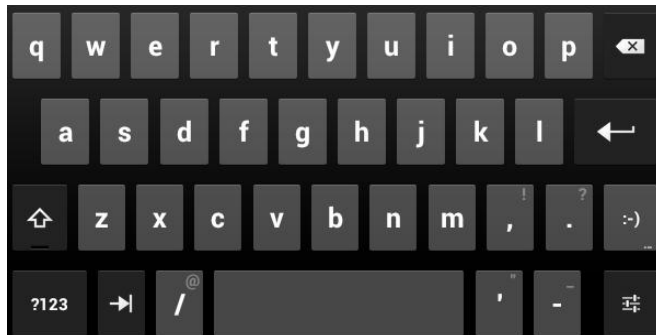 q w e r t y u i o p
a s d f g h j k l
z x c v b n m , ! . ? :-) ...
?123 / @ ' " - _